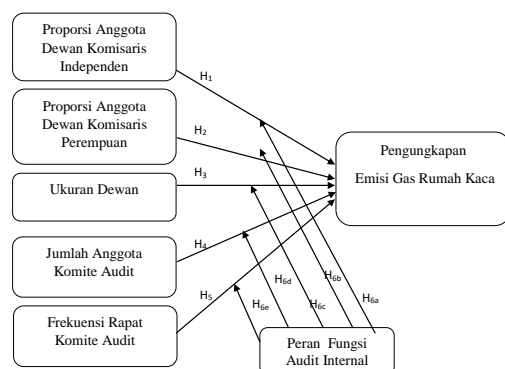 Proporsi Anggota
Dewan Komisaris
Independen
H1
Proporsi Anggota
Dewan Komisaris
Perempuan
H2
Pengungkapan
Emisi Gas Rumah Kaca
H3
Ukuran Dewan
Jumlah Anggota
Komite Audit
H4
H5
H6d
H6b
H6a
H6e
H6c
Frekuensi Rapat
Komite Audit
Peran Fungsi
Audit Internal